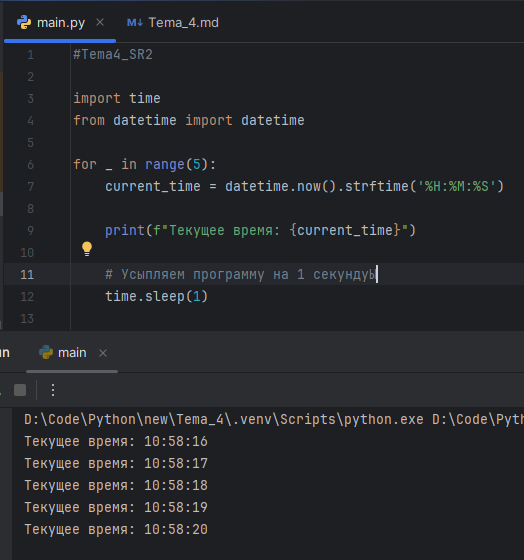 main.py
Tema_4.md
1 #Tema4_SR2
2
3 import time
4 from datetime import datetime
5
6 for _ in range(5):
7 current_time = datetime.now().strftime('%H:%M:%S')
8
9 print(f"Текущее время: {current_time}")
10
11 # Усыпляем программу на 1 секундуЫ
12 time.sleep(1)
13
un
main
D:\Code\Python\new\Tema_4\.venv\Scripts\python.exe D:\Code\Pyth
Текущее время: 10:58:16
Текущее время: 10:58:17
Текущее время: 10:58:18
Текущее время: 10:58:19
Текущее время: 10:58:20